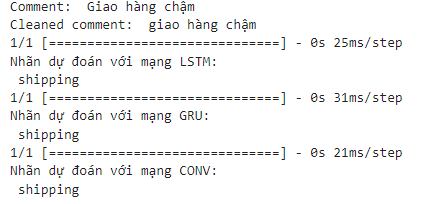 Comment:  Giao hàng chậm
Cleaned comment:  giao hàng chậm
1/1 [==============================] - 0s 25ms/step
Nhãn dự đoán với mạng LSTM:
 shipping
1/1 [==============================] - 0s 31ms/step
Nhãn dự đoán với mạng GRU:
 shipping
1/1 [==============================] - 0s 21ms/step
Nhãn dự đoán với mạng CONV:
 shipping